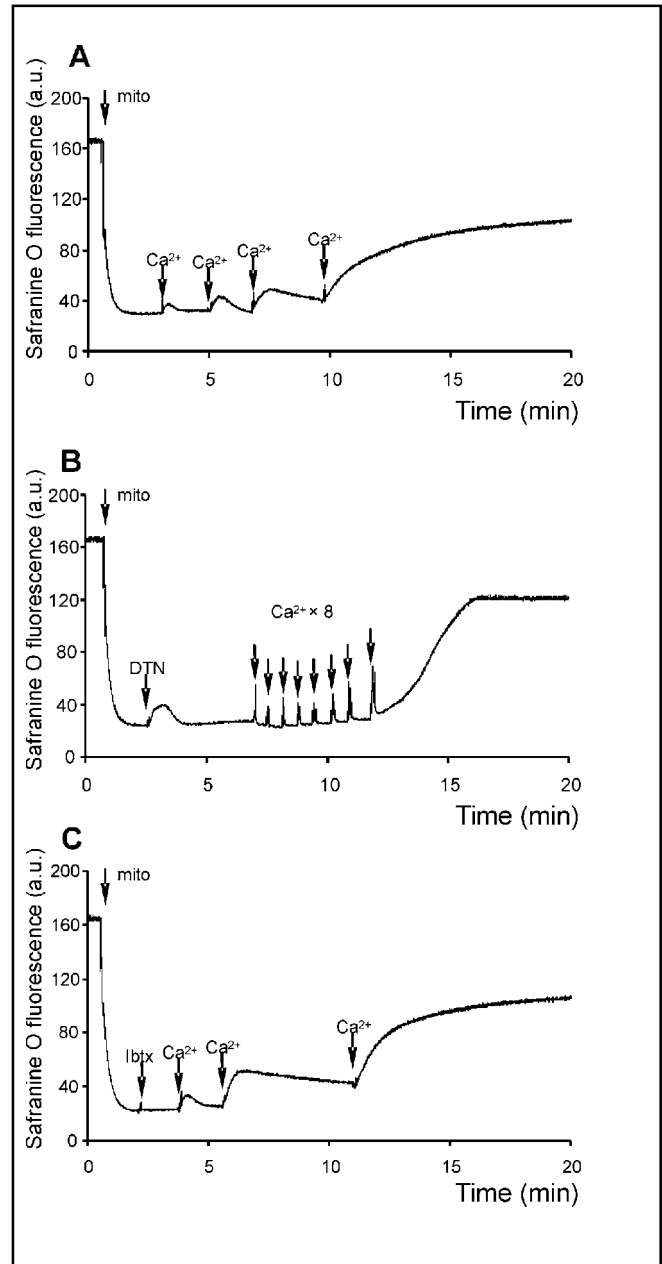 A
Safranine O fluorescence (a.u.)
200
160
120
80
40
0
mito
Ca²⁺
Ca²⁺
Ca²⁺
Ca²⁺
0 5 10 15 20
Time (min)
B
Safranine O fluorescence (a.u.)
200
160
120
80
40
0
mito
DTN
Ca²⁺ × 8
0 5 10 15 20
Time (min)
C
Safranine O fluorescence (a.u.)
200
160
120
80
40
0
mito
Ibtx
Ca²⁺
Ca²⁺
Ca²⁺
0 5 10 15 20
Time (min)